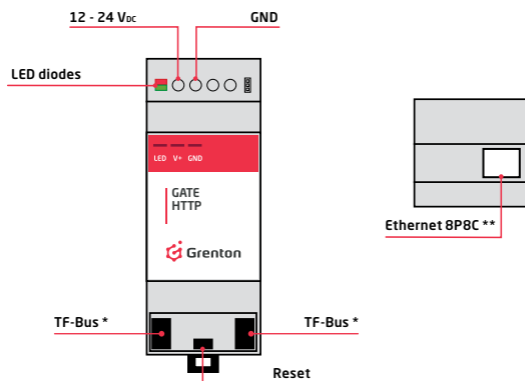 12 - 24 VDC
GND
LED diodes
LED V+ GND
GATE
HTTP
Grenton
Ethernet 8P8C **
TF-Bus *
TF-Bus *
Reset